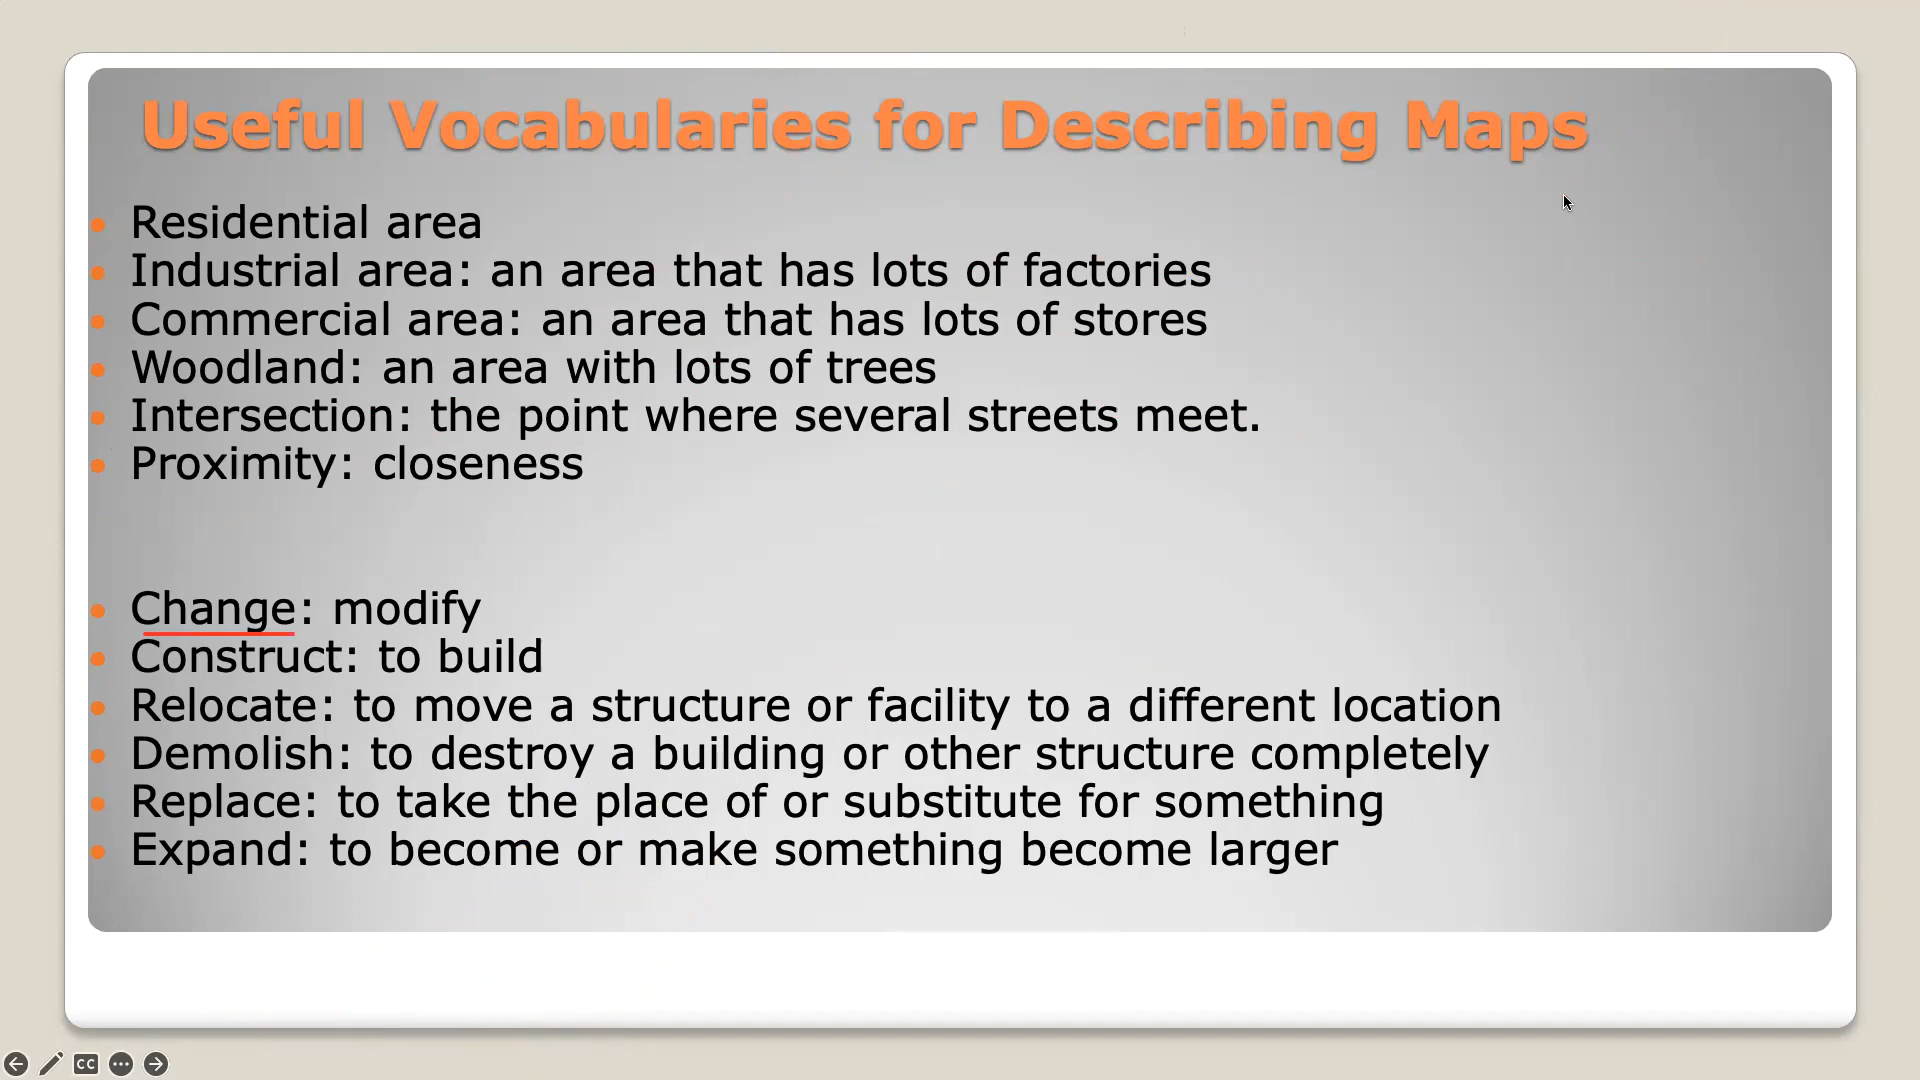 Useful Vocabularies for Describing Maps
• Residential area
• Industrial area: an area that has lots of factories
• Commercial area: an area that has lots of stores
• Woodland: an area with lots of trees
• Intersection: the point where several streets meet.
• Proximity: closeness
• Change: modify
• Construct: to build
• Relocate: to move a structure or facility to a different location
• Demolish: to destroy a building or other structure completely
• Replace: to take the place of or substitute for something
• Expand: to become or make something become larger
CC